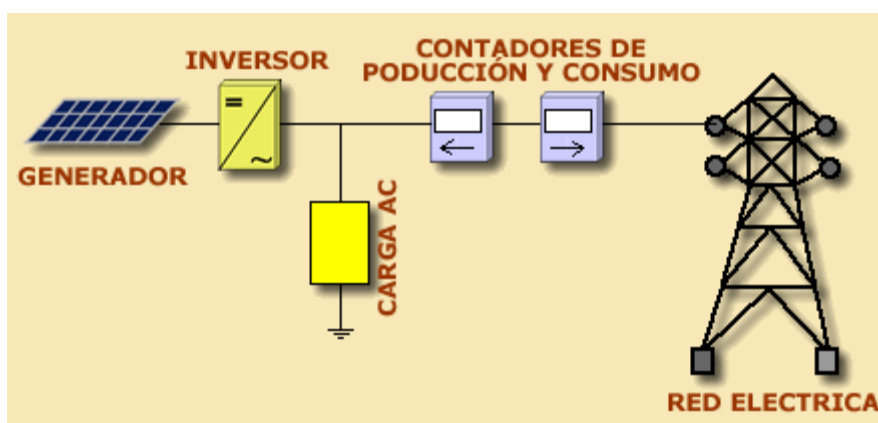 INVERSOR
CONTADORES DE
PODUCCIÓN Y CONSUMO
GENERADOR
CARGA AC
RED ELECTRICA